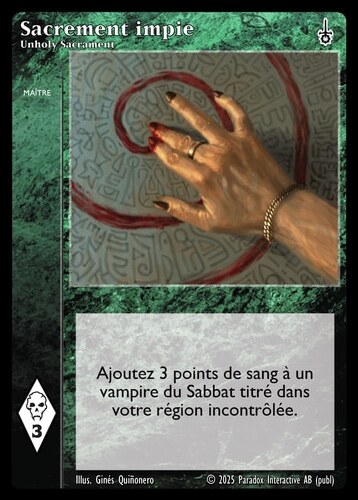 Sacrement impie
Unholy Sacrament
MAÎTRE
Ajoutez 3 points de sang à un
vampire du Sabbat titré dans
votre région incontrôlée.
3
Illus. Ginés Quiñonero © 2025 Paradox Interactive AB (publ)